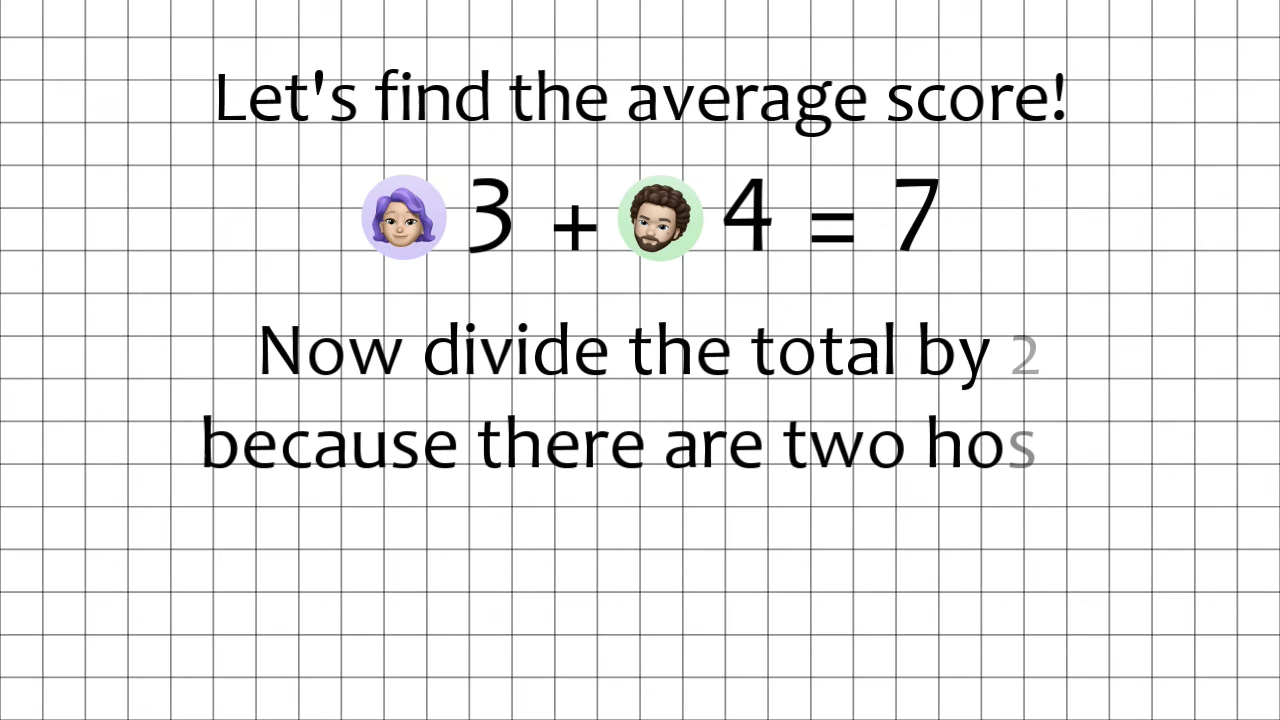 Let's find the average score!
3 + 4 = 7
Now divide the total by 2
because there are two hos